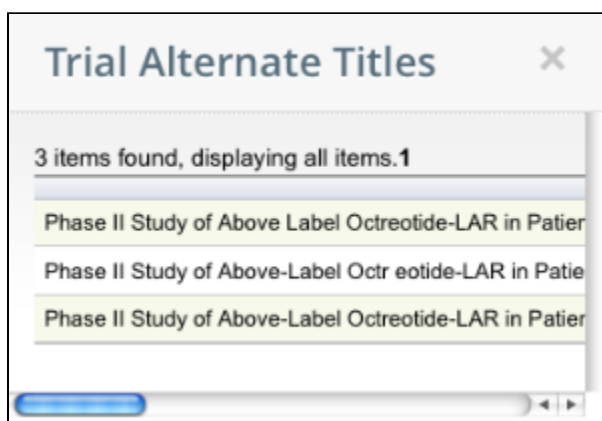 Trial Alternate Titles
3 items found, displaying all items.1
Phase II Study of Above Label Octreotide-LAR in Patien
Phase II Study of Above-Label Octr eotide-LAR in Patie
Phase II Study of Above-Label Octreotide-LAR in Patien